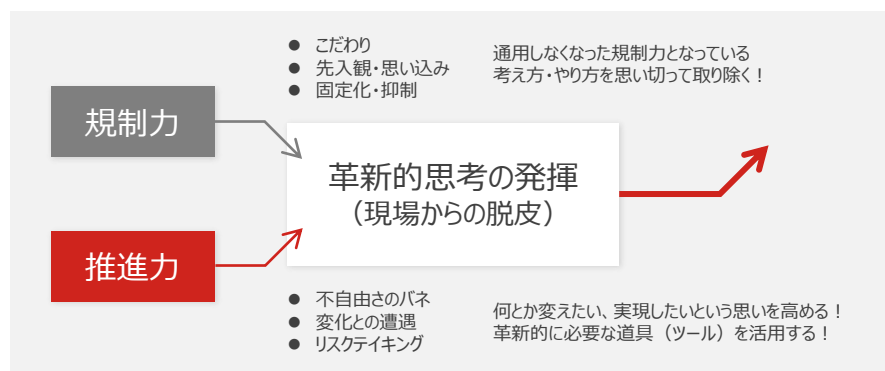 ● こだわり
● 先入観・思い込み
● 固定化・抑制
通用しなくなった規制力となっている
考え方・やり方を思い切って取り除く！
規制力
革新的思考の発揮
（現場からの脱皮）
推進力
● 不自由さのバネ
● 変化との遭遇
● リスクテイキング
何とか変えたい、実現したいという思いを高める！
革新的に必要な道具（ツール）を活用する！